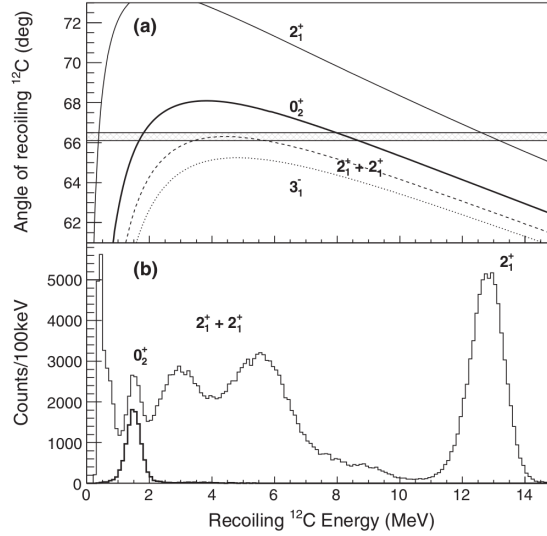 72
70
68
66
64
62
Angle of recoiling ¹²C (deg)
(a)
2₁⁺
0₂⁺
2₁⁺ + 2₁⁺
3₁⁻
5000
4000
3000
2000
1000
0
Counts/100keV
(b)
0₂⁺
2₁⁺ + 2₁⁺
2₁⁺
0 2 4 6 8 10 12 14
Recoiling ¹²C Energy (MeV)